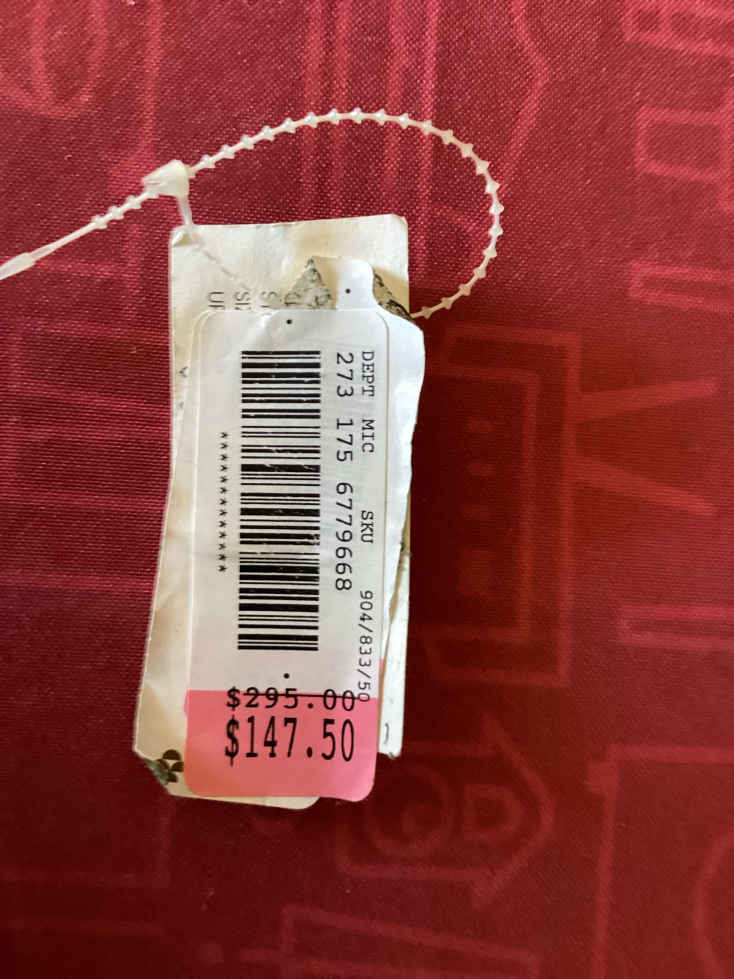 DEPT MIC SKU
273 175 6779668
904/833/50
*************
$295.00
$147.50